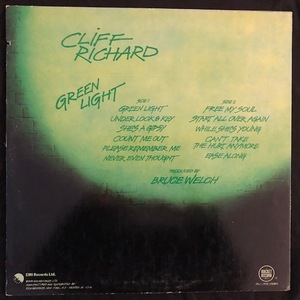 CLIFF
RICHARD
GREEN
LIGHT
SIDE 1
GREEN LIGHT
UNDER LOCK & KEY
SHE'S A GIPSY
COUNT ME OUT
PLEASE REMEMBER ME
NEVER EVEN THOUGHT
SIDE 2
FREE MY SOUL
START ALL OVER AGAIN
WHILE SHE'S YOUNG
CAN'T TAKE
THE HURT ANYMORE
EASE ALONG
PRODUCED BY
BRUCE WELCH
EMI Records Ltd.